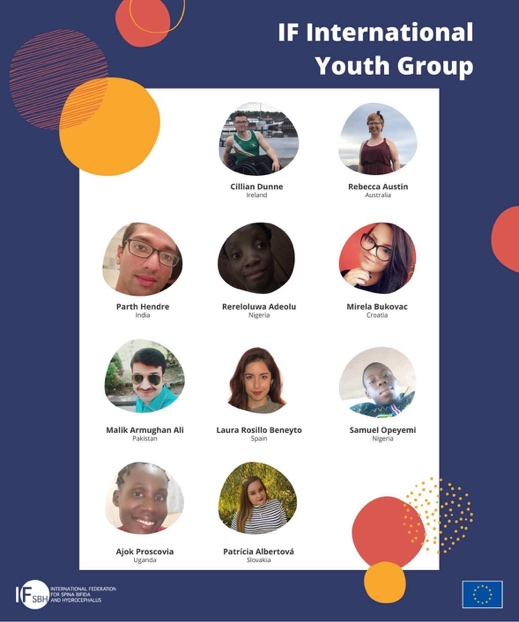 IF International
Youth Group
Cillian Dunne
Ireland
Rebecca Austin
Australia
Parth Hendre
India
Rereloluwa Adeolu
Nigeria
Mirela Bukovac
Croatia
Malik Armughan Ali
Pakistan
Laura Rosillo Beneyto
Spain
Samuel Opeyemi
Nigeria
Ajok Proscovia
Uganda
Patrícia Albertová
Slovakia
IF SBH
INTERNATIONAL FEDERATION
FOR SPINA BIFIDA
AND HYDROCEPHALUS